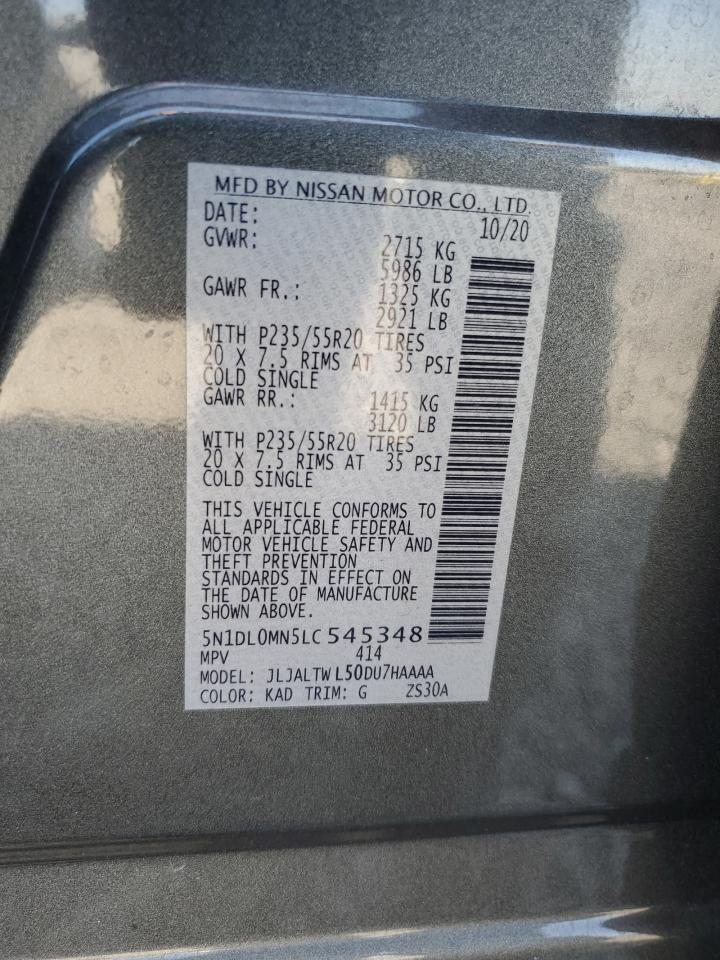 MFD BY NISSAN MOTOR CO., LTD.
DATE: 10/20
GVWR: 2715 KG
5986 LB
GAWR FR.: 1325 KG
2921 LB
WITH P235/55R20 TIRES
20 X 7.5 RIMS AT 35 PSI
COLD SINGLE
GAWR RR.: 1415 KG
3120 LB
WITH P235/55R20 TIRES
20 X 7.5 RIMS AT 35 PSI
COLD SINGLE
THIS VEHICLE CONFORMS TO
ALL APPLICABLE FEDERAL
MOTOR VEHICLE SAFETY AND
THEFT PREVENTION
STANDARDS IN EFFECT ON
THE DATE OF MANUFACTURE
SHOWN ABOVE.
5N1DL0MN5LC 545348
MPV 414
MODEL: JLJALTW L50DU7HAAAA
COLOR: KAD TRIM: G ZS30A